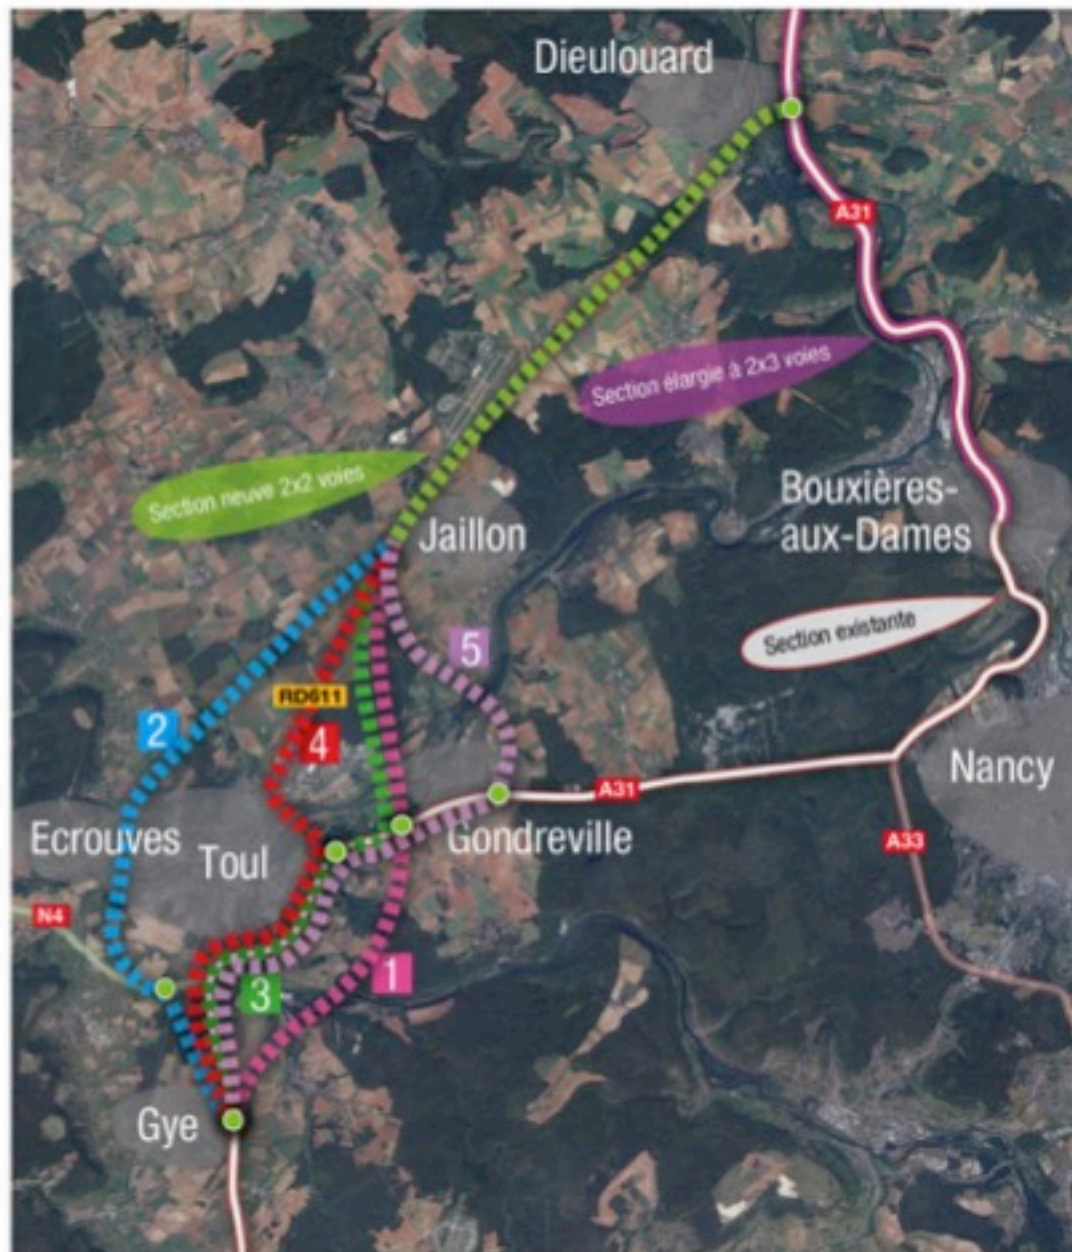 Dieulouard
A31
Section élargie à 2x3 voies
Section neuve 2x2 voies
Bouxières-
aux-Dames
Jaillon
Section existante
5
RD611
2
4
Nancy
A31
Ecrouves
Toul
Gondreville
A33
N4
1
3
Gye